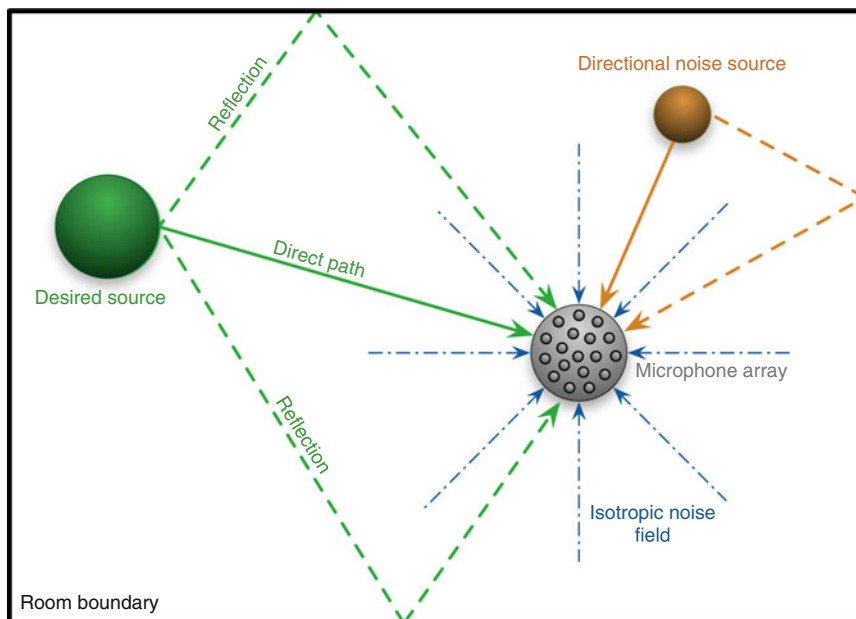 Directional noise source
Reflection
Direct path
Desired source
Microphone array
Reflection
Isotropic noise
field
Room boundary